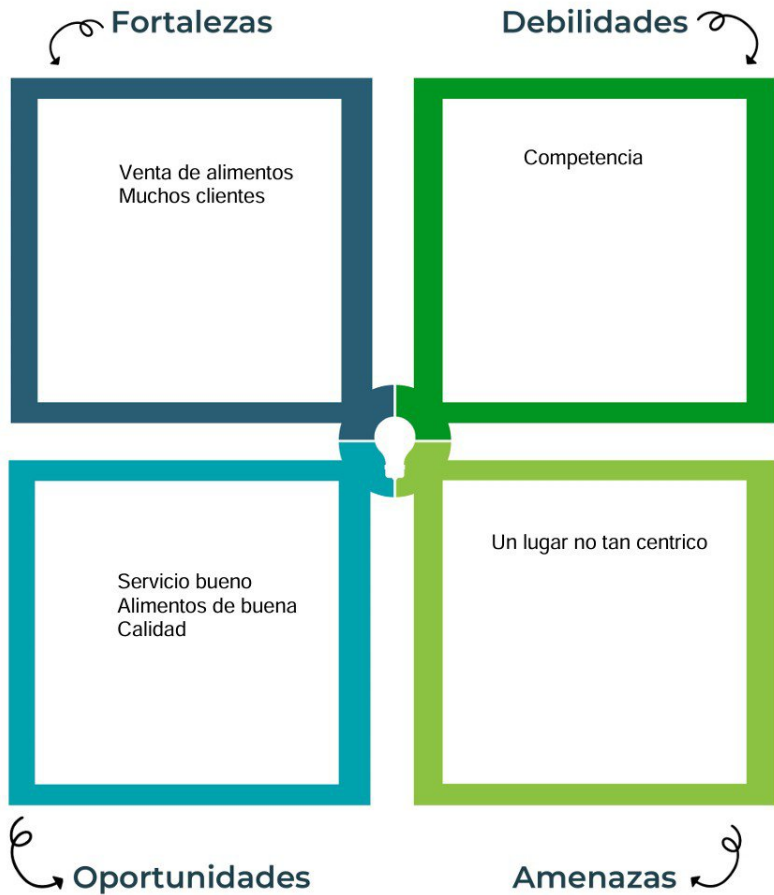 Fortalezas
Venta de alimentos
Muchos clientes
Debilidades
Competencia
Servicio bueno
Alimentos de buena
Calidad
Oportunidades
Un lugar no tan centrico
Amenazas